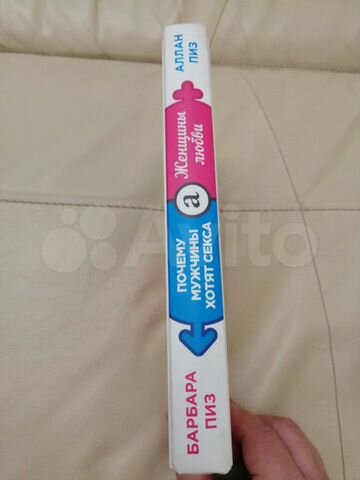 БАРБАРА
ПИЗ
ПОЧЕМУ
МУЖЧИНЫ
ХОТЯТ СЕКСА
а
Женщины
любви
АЛЛАН
ПИЗ
Avito